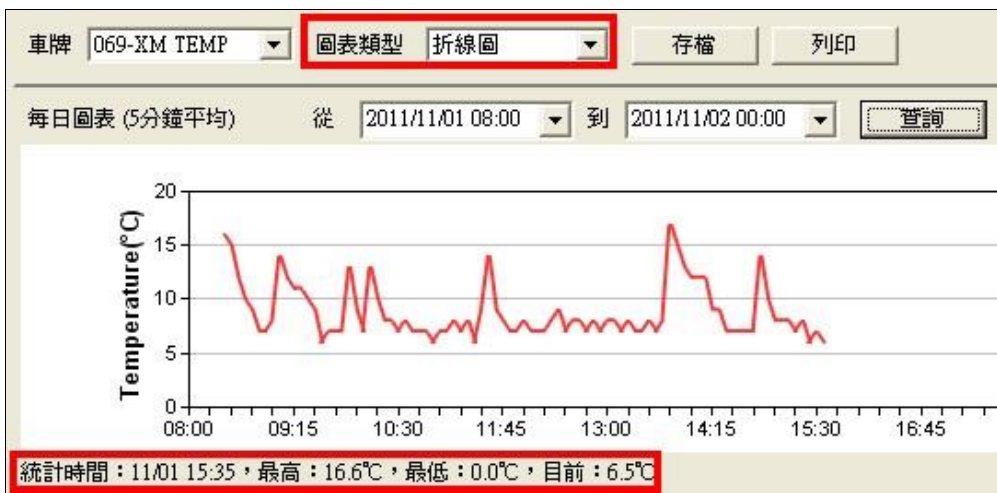 車牌 069-XM TEMP 圖表類型 折線圖 存檔 列印
每日圖表 (5分鐘平均) 從 2011/11/01 08:00 到 2011/11/02 00:00 查詢
Temperature(°C)
20
15
10
5
0
08:00 09:15 10:30 11:45 13:00 14:15 15:30 16:45
統計時間：11/01 15:35，最高：16.6℃，最低：0.0℃，目前：6.5℃